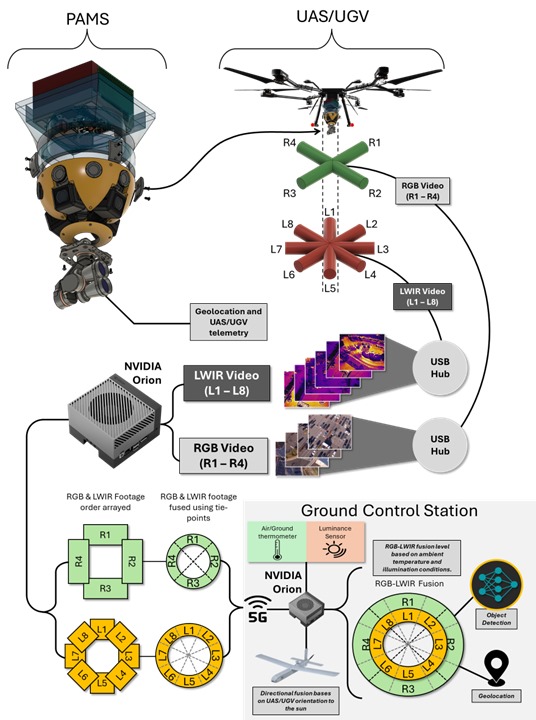 PAMS
UAS/UGV
R4
R1
R3
R2
RGB Video
(R1 – R4)
L1
L8
L2
L7
L3
L6
L4
L5
LWIR Video
(L1 – L8)
Geolocation and
UAS/UGV
telemetry
NVIDIA
Orion
LWIR Video
(L1 – L8)
USB
Hub
RGB Video
(R1 – R4)
USB
Hub
RGB & LWIR Footage
order arrayed
RGB & LWIR footage
fused using tie-
points
R1
R4
R2
R3
R1
R4
R2
R3
L1
L8
L2
L7
L3
L6
L4
L5
L8
L1
L2
L7
L3
L6
L5
L4
Ground Control Station
Air/Ground
thermometer
Luminance
Sensor
RGB-LWIR fusion level
based on ambient
temperature and
illumination conditions.
NVIDIA
Orion
5G
RGB-LWIR Fusion
R1
R4
R2
R3
L8
L1
L2
L7
L3
L6
L5
L4
Object
Detection
Geolocation
Directional fusion bases
on UAS/UGV orientation to
the sun